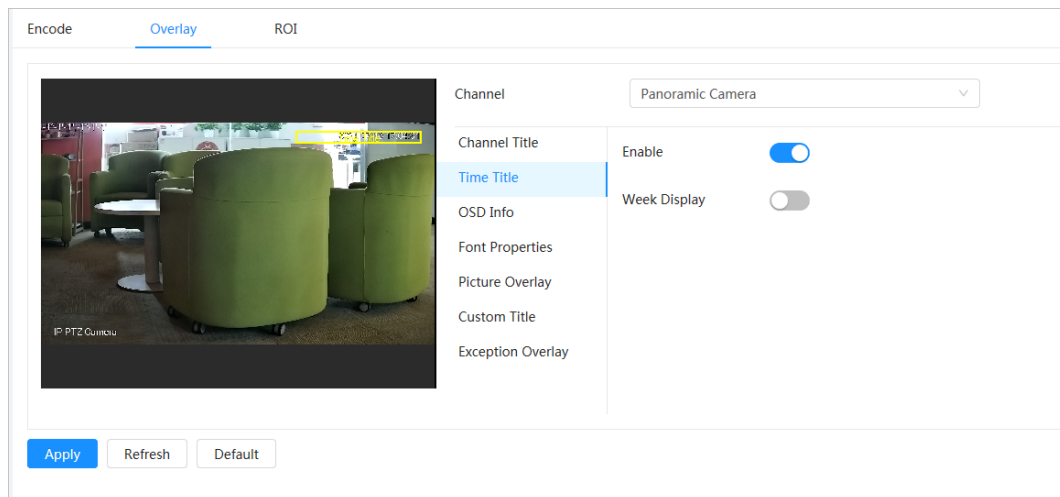 Encode
Overlay
ROI
Channel
Panoramic Camera
Channel Title
Time Title
OSD Info
Font Properties
Picture Overlay
Custom Title
Exception Overlay
Enable
Week Display
IP PTZ Camera
Apply
Refresh
Default